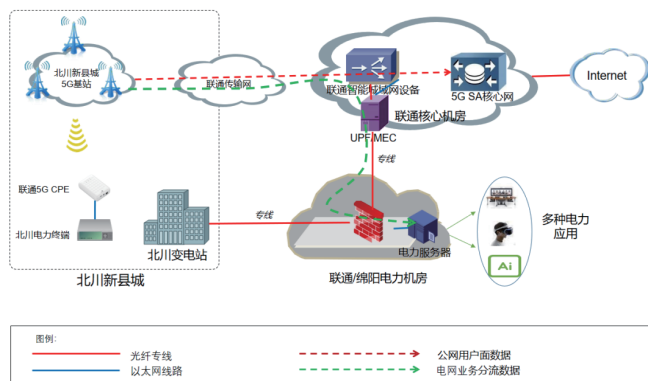 北川新县城
5G基站
联通传输网
联通智能城域网设备
5G SA核心网
Internet
联通核心机房
UPF/MEC
专线
联通5G CPE
北川电力终端
北川变电站
专线
电力服务器
多种电力
应用
Ai
北川新县城
联通/绵阳电力机房
图例:
光纤专线
公网用户面数据
以太网线路
电网业务分流数据